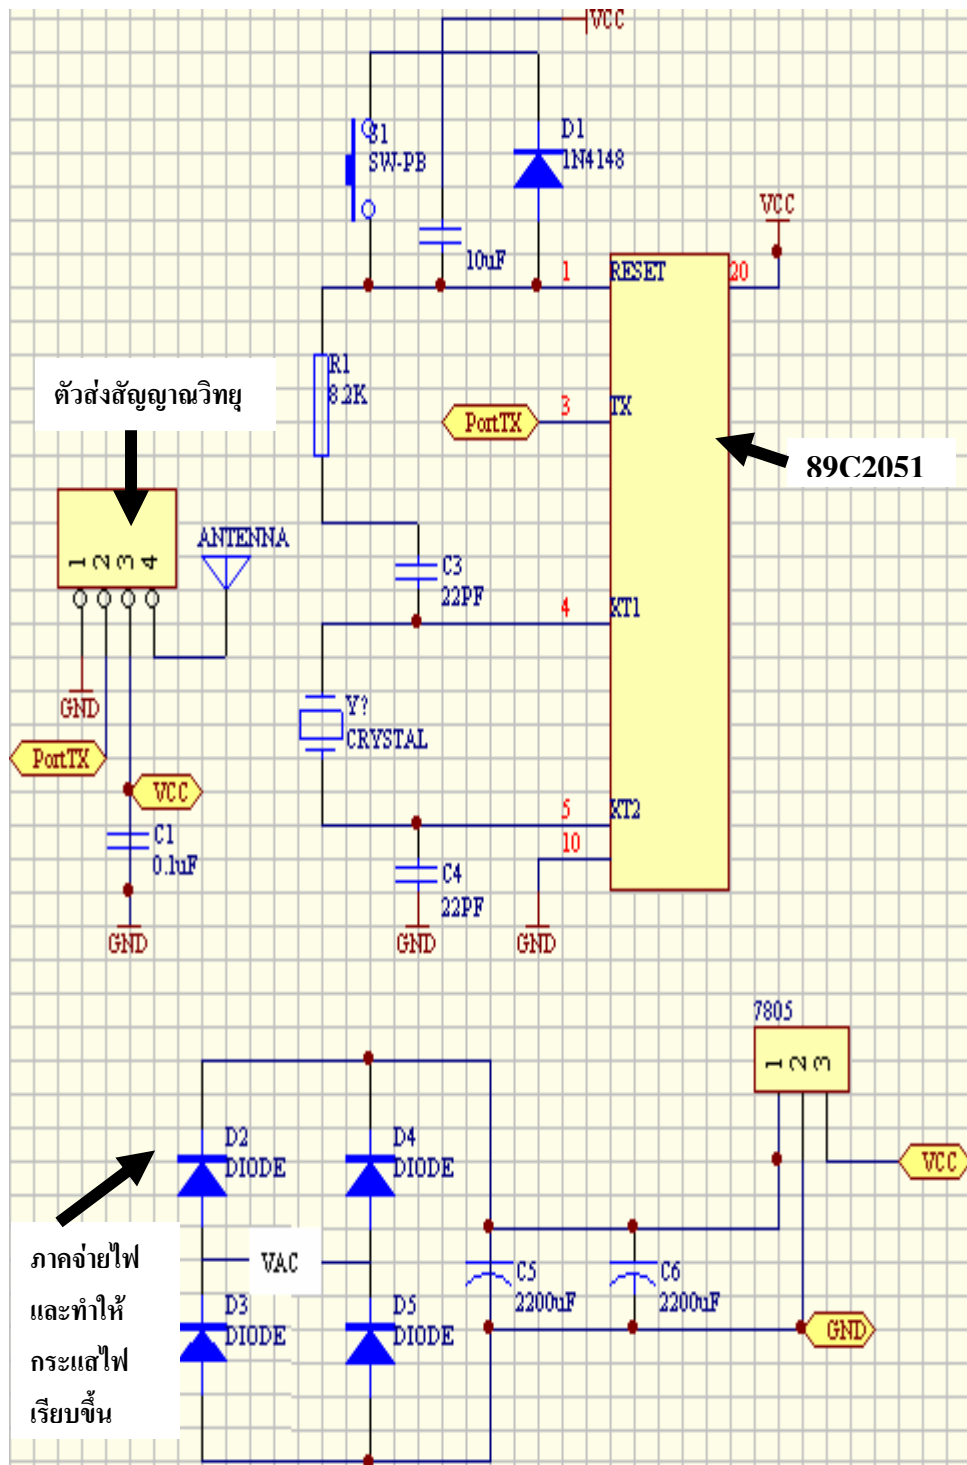 VCC
S1
SW-PB
D1
1N4148
10uF
VCC
1
RESET
20
R1
8.2K
ตัวส่งสัญญาณวิทยุ
PortTX
3
TX
89C2051
1
2
3
4
ANTENNA
C3
22PF
4
XT1
GND
Y?
CRYSTAL
PortTX
VCC
5
XT2
C1
0.1uF
10
C4
22PF
GND
GND
GND
7805
1
2
3
D2
DIODE
D4
DIODE
VCC
ภาคจ่ายไฟ
และทำให้
กระแสไฟ
เรียบขึ้น
VAC
C5
2200uF
C6
2200uF
D3
DIODE
D5
DIODE
GND